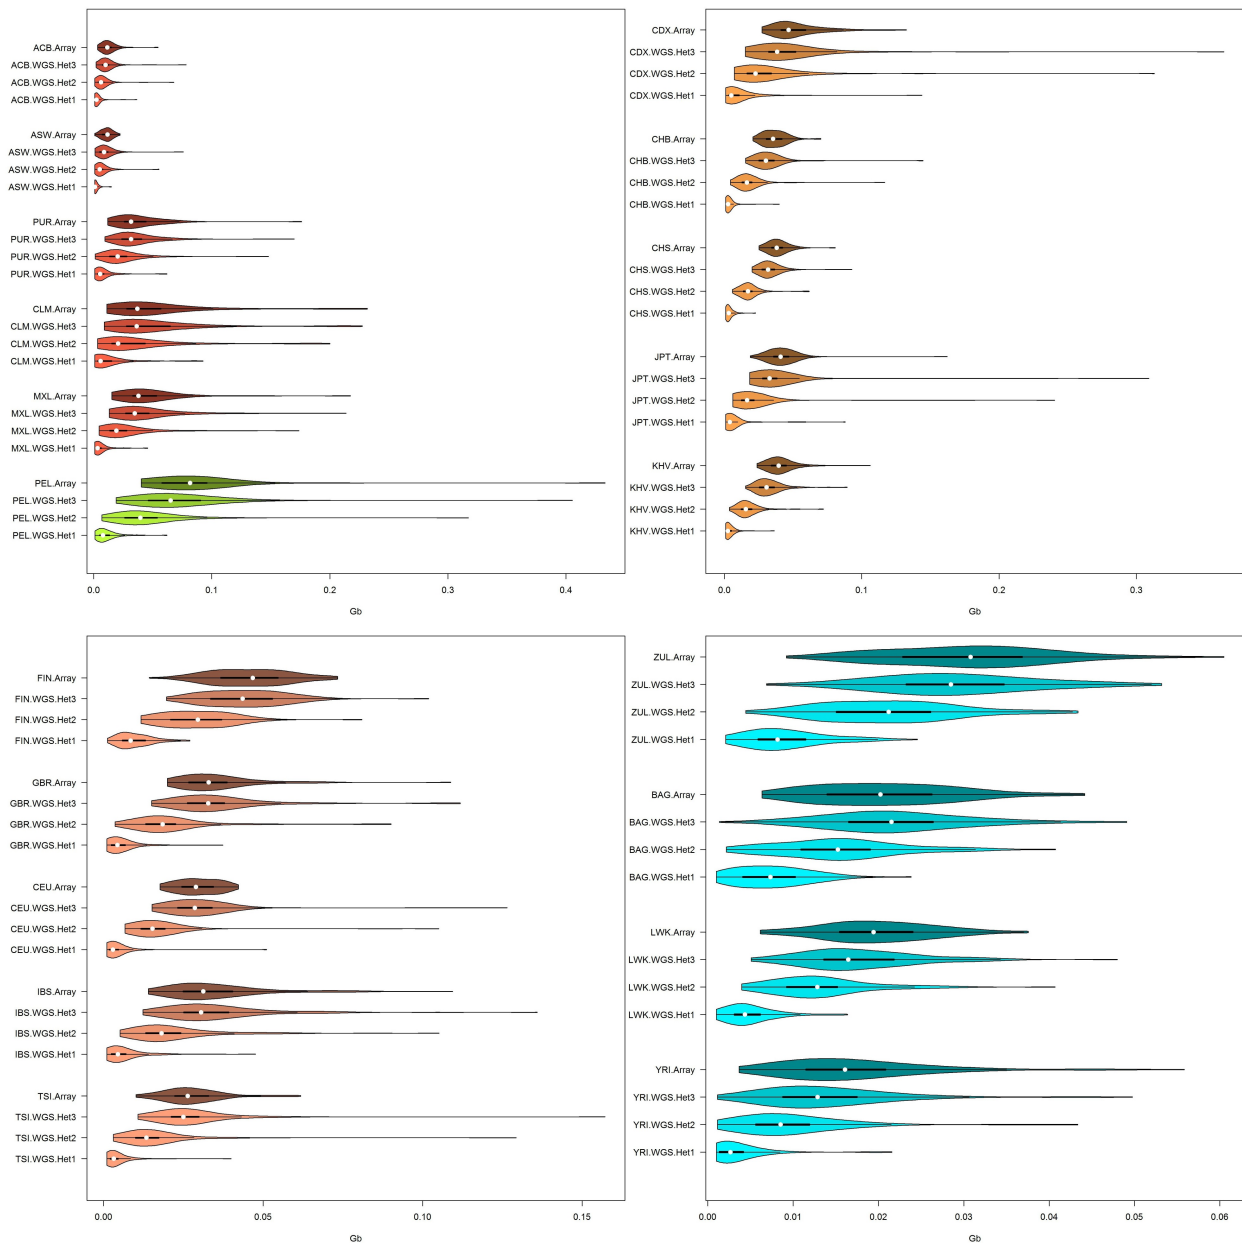 ACB.Array
ACB.WGS.Het3
ACB.WGS.Het2
ACB.WGS.Het1
ASW.Array
ASW.WGS.Het3
ASW.WGS.Het2
ASW.WGS.Het1
PUR.Array
PUR.WGS.Het3
PUR.WGS.Het2
PUR.WGS.Het1
CLM.Array
CLM.WGS.Het3
CLM.WGS.Het2
CLM.WGS.Het1
MXL.Array
MXL.WGS.Het3
MXL.WGS.Het2
MXL.WGS.Het1
PEL.Array
PEL.WGS.Het3
PEL.WGS.Het2
PEL.WGS.Het1
0.0 0.1 0.2 0.3 0.4
Gb
CDX.Array
CDX.WGS.Het3
CDX.WGS.Het2
CDX.WGS.Het1
CHB.Array
CHB.WGS.Het3
CHB.WGS.Het2
CHB.WGS.Het1
CHS.Array
CHS.WGS.Het3
CHS.WGS.Het2
CHS.WGS.Het1
JPT.Array
JPT.WGS.Het3
JPT.WGS.Het2
JPT.WGS.Het1
KHV.Array
KHV.WGS.Het3
KHV.WGS.Het2
KHV.WGS.Het1
0.0 0.1 0.2 0.3
Gb
FIN.Array
FIN.WGS.Het3
FIN.WGS.Het2
FIN.WGS.Het1
GBR.Array
GBR.WGS.Het3
GBR.WGS.Het2
GBR.WGS.Het1
CEU.Array
CEU.WGS.Het3
CEU.WGS.Het2
CEU.WGS.Het1
IBS.Array
IBS.WGS.Het3
IBS.WGS.Het2
IBS.WGS.Het1
TSI.Array
TSI.WGS.Het3
TSI.WGS.Het2
TSI.WGS.Het1
0.00 0.05 0.10 0.15
Gb
ZUL.Array
ZUL.WGS.Het3
ZUL.WGS.Het2
ZUL.WGS.Het1
BAG.Array
BAG.WGS.Het3
BAG.WGS.Het2
BAG.WGS.Het1
LWK.Array
LWK.WGS.Het3
LWK.WGS.Het2
LWK.WGS.Het1
YRI.Array
YRI.WGS.Het3
YRI.WGS.Het2
YRI.WGS.Het1
0.00 0.01 0.02 0.03 0.04 0.05 0.06
Gb